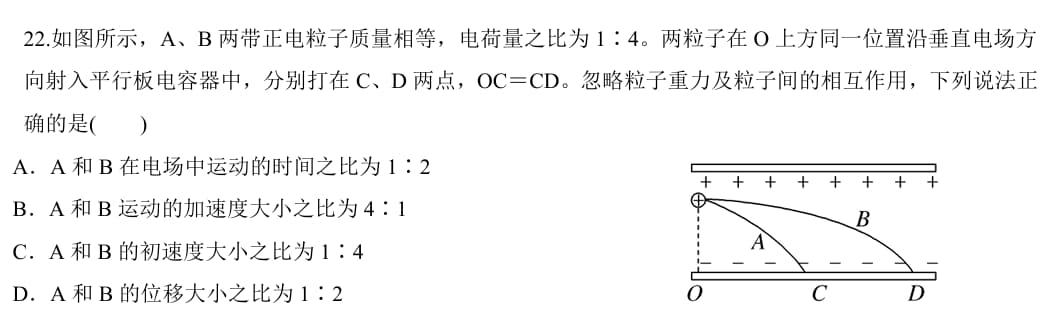 22.如图所示，A、B 两带正电粒子质量相等，电荷量之比为 1∶4。两粒子在 O 上方同一位置沿垂直电场方
向射入平行板电容器中，分别打在 C、D 两点，OC＝CD。忽略粒子重力及粒子间的相互作用，下列说法正
确的是(　　)
A．A 和 B 在电场中运动的时间之比为 1∶2
B．A 和 B 运动的加速度大小之比为 4∶1
C．A 和 B 的初速度大小之比为 1∶4
D．A 和 B 的位移大小之比为 1∶2
+ + + + + + + +
B
A
－ － － － － － － －
O C D